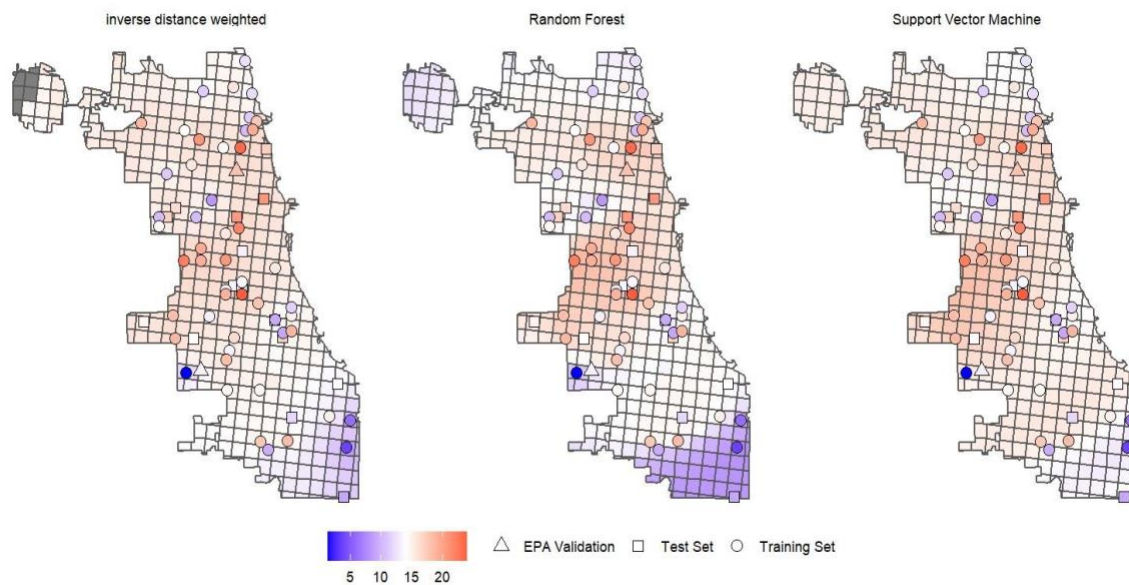 inverse distance weighted
Random Forest
Support Vector Machine
5 10 15 20
EPA Validation
Test Set
Training Set